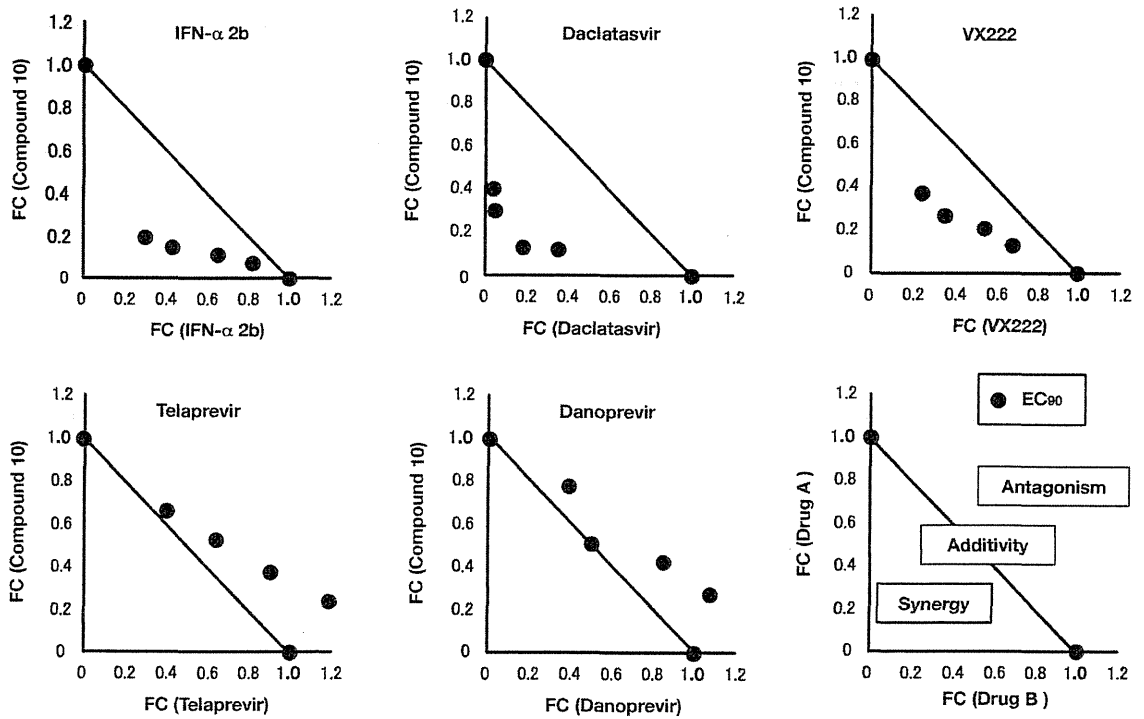 IFN-α 2b
1.2
1.0
0.8
0.6
0.4
0.2
0
FC (Compound 10)
0 0.2 0.4 0.6 0.8 1.0 1.2
FC (IFN-α 2b)
Daclatasvir
1.2
1.0
0.8
0.6
0.4
0.2
0
FC (Compound 10)
0 0.2 0.4 0.6 0.8 1.0 1.2
FC (Daclatasvir)
VX222
1.2
1.0
0.8
0.6
0.4
0.2
0
FC (Compound 10)
0 0.2 0.4 0.6 0.8 1.0 1.2
FC (VX222)
Telaprevir
1.2
1.0
0.8
0.6
0.4
0.2
0
FC (Compound 10)
0 0.2 0.4 0.6 0.8 1.0 1.2
FC (Telaprevir)
Danoprevir
1.2
1.0
0.8
0.6
0.4
0.2
0
FC (Compound 10)
0 0.2 0.4 0.6 0.8 1.0 1.2
FC (Danoprevir)
EC90
Antagonism
Additivity
Synergy
1.2
1.0
0.8
0.6
0.4
0.2
0
FC (Drug A )
0 0.2 0.4 0.6 0.8 1.0 1.2
FC (Drug B )